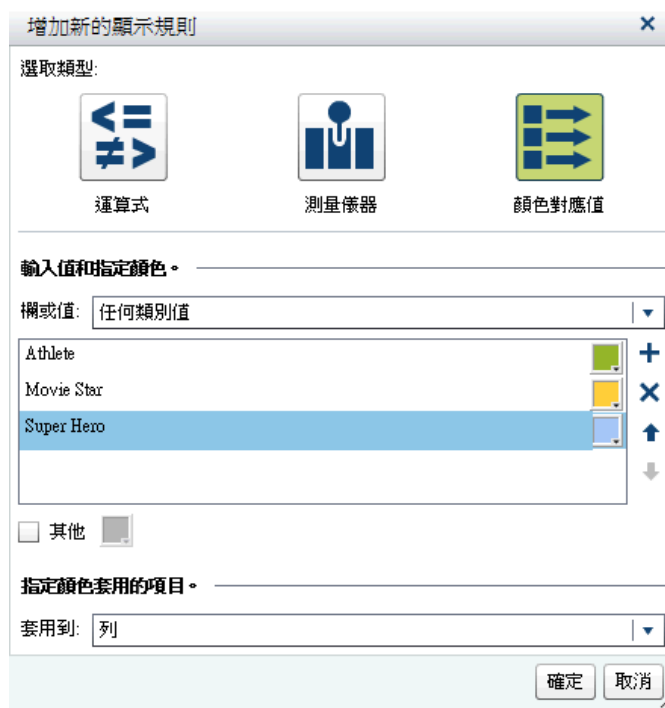 增加新的顯示規則
選取類型:
運算式 測量儀器 顏色對應值
輸入值和指定顏色。
欄或值: 任何類別值
Athlete
Movie Star
Super Hero
其他
指定顏色套用的項目。
套用到: 列
確定 取消